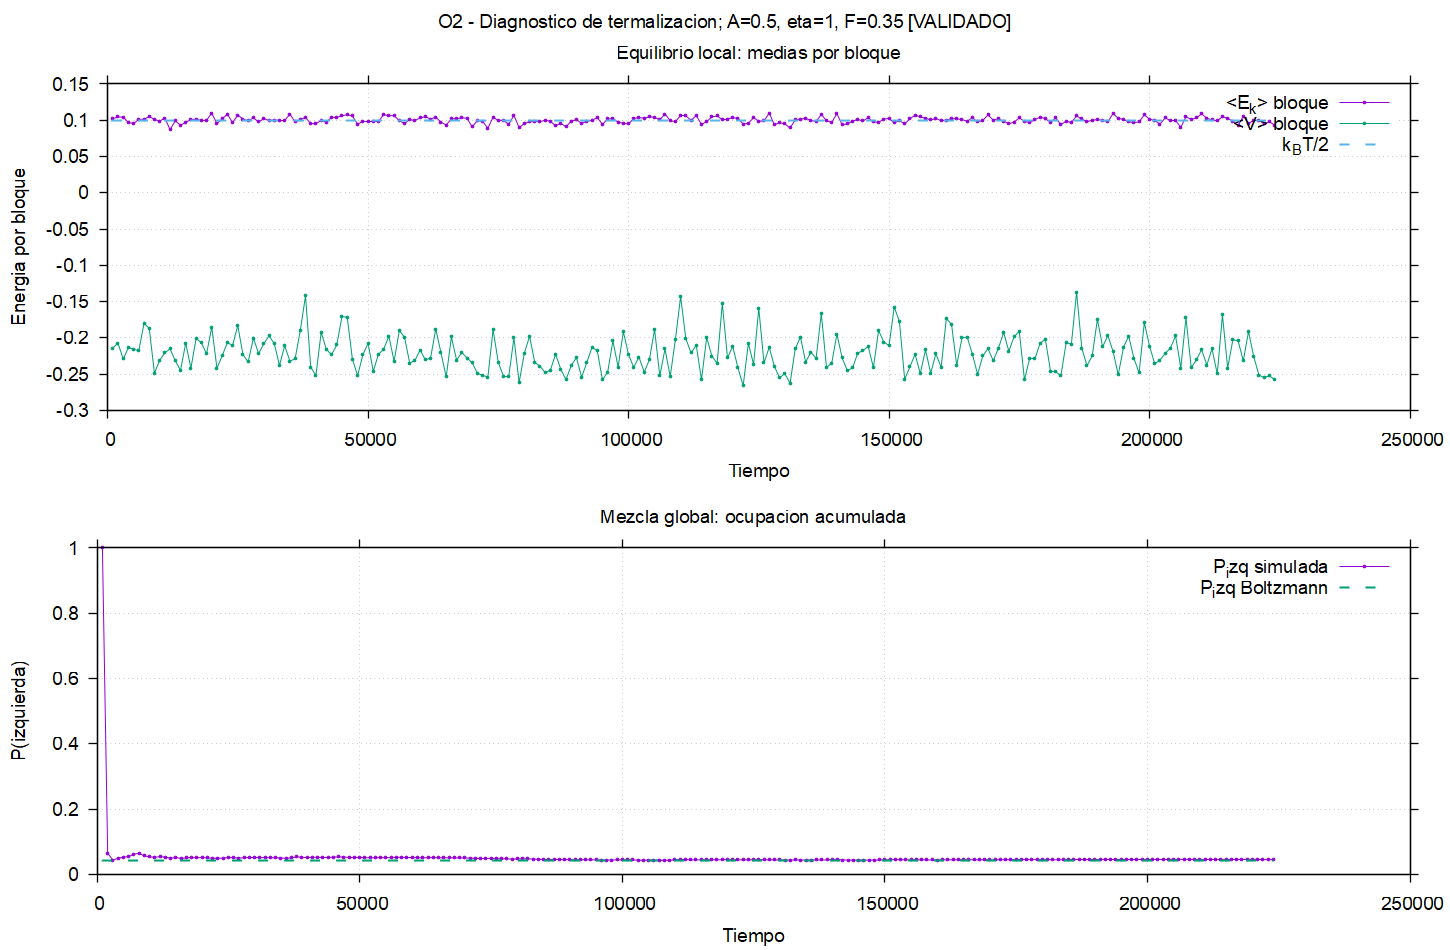 O2 - Diagnostico de termalizacion; A=0.5, eta=1, F=0.35 [VALIDADO]
Equilibrio local: medias por bloque
0.15
0.1
0.05
0
-0.05
-0.1
-0.15
-0.2
-0.25
-0.3
Energia por bloque
<Ek> bloque
<V> bloque
kBT/2
0 50000 100000 150000 200000 250000
Tiempo
Mezcla global: ocupacion acumulada
1
0.8
0.6
0.4
0.2
0
P(izquierda)
Pizq simulada
Pizq Boltzmann
0 50000 100000 150000 200000 250000
Tiempo